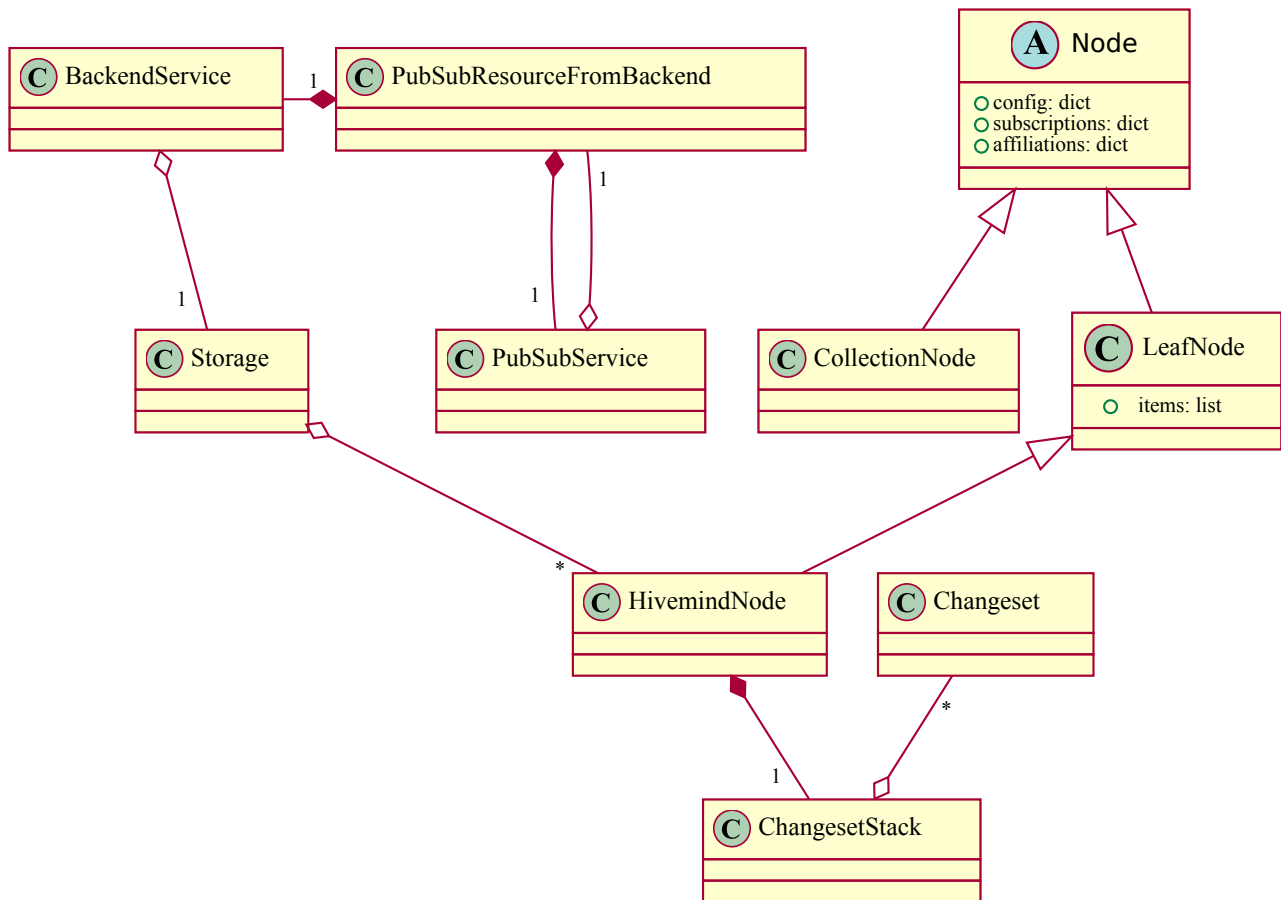 A Node
config: dict
subscriptions: dict
affiliations: dict
C BackendService
1
C PubSubResourceFromBackend
1
1
1
C Storage
C PubSubService
C CollectionNode
C LeafNode
items: list
*
C HivemindNode
C Changeset
*
1
C ChangesetStack